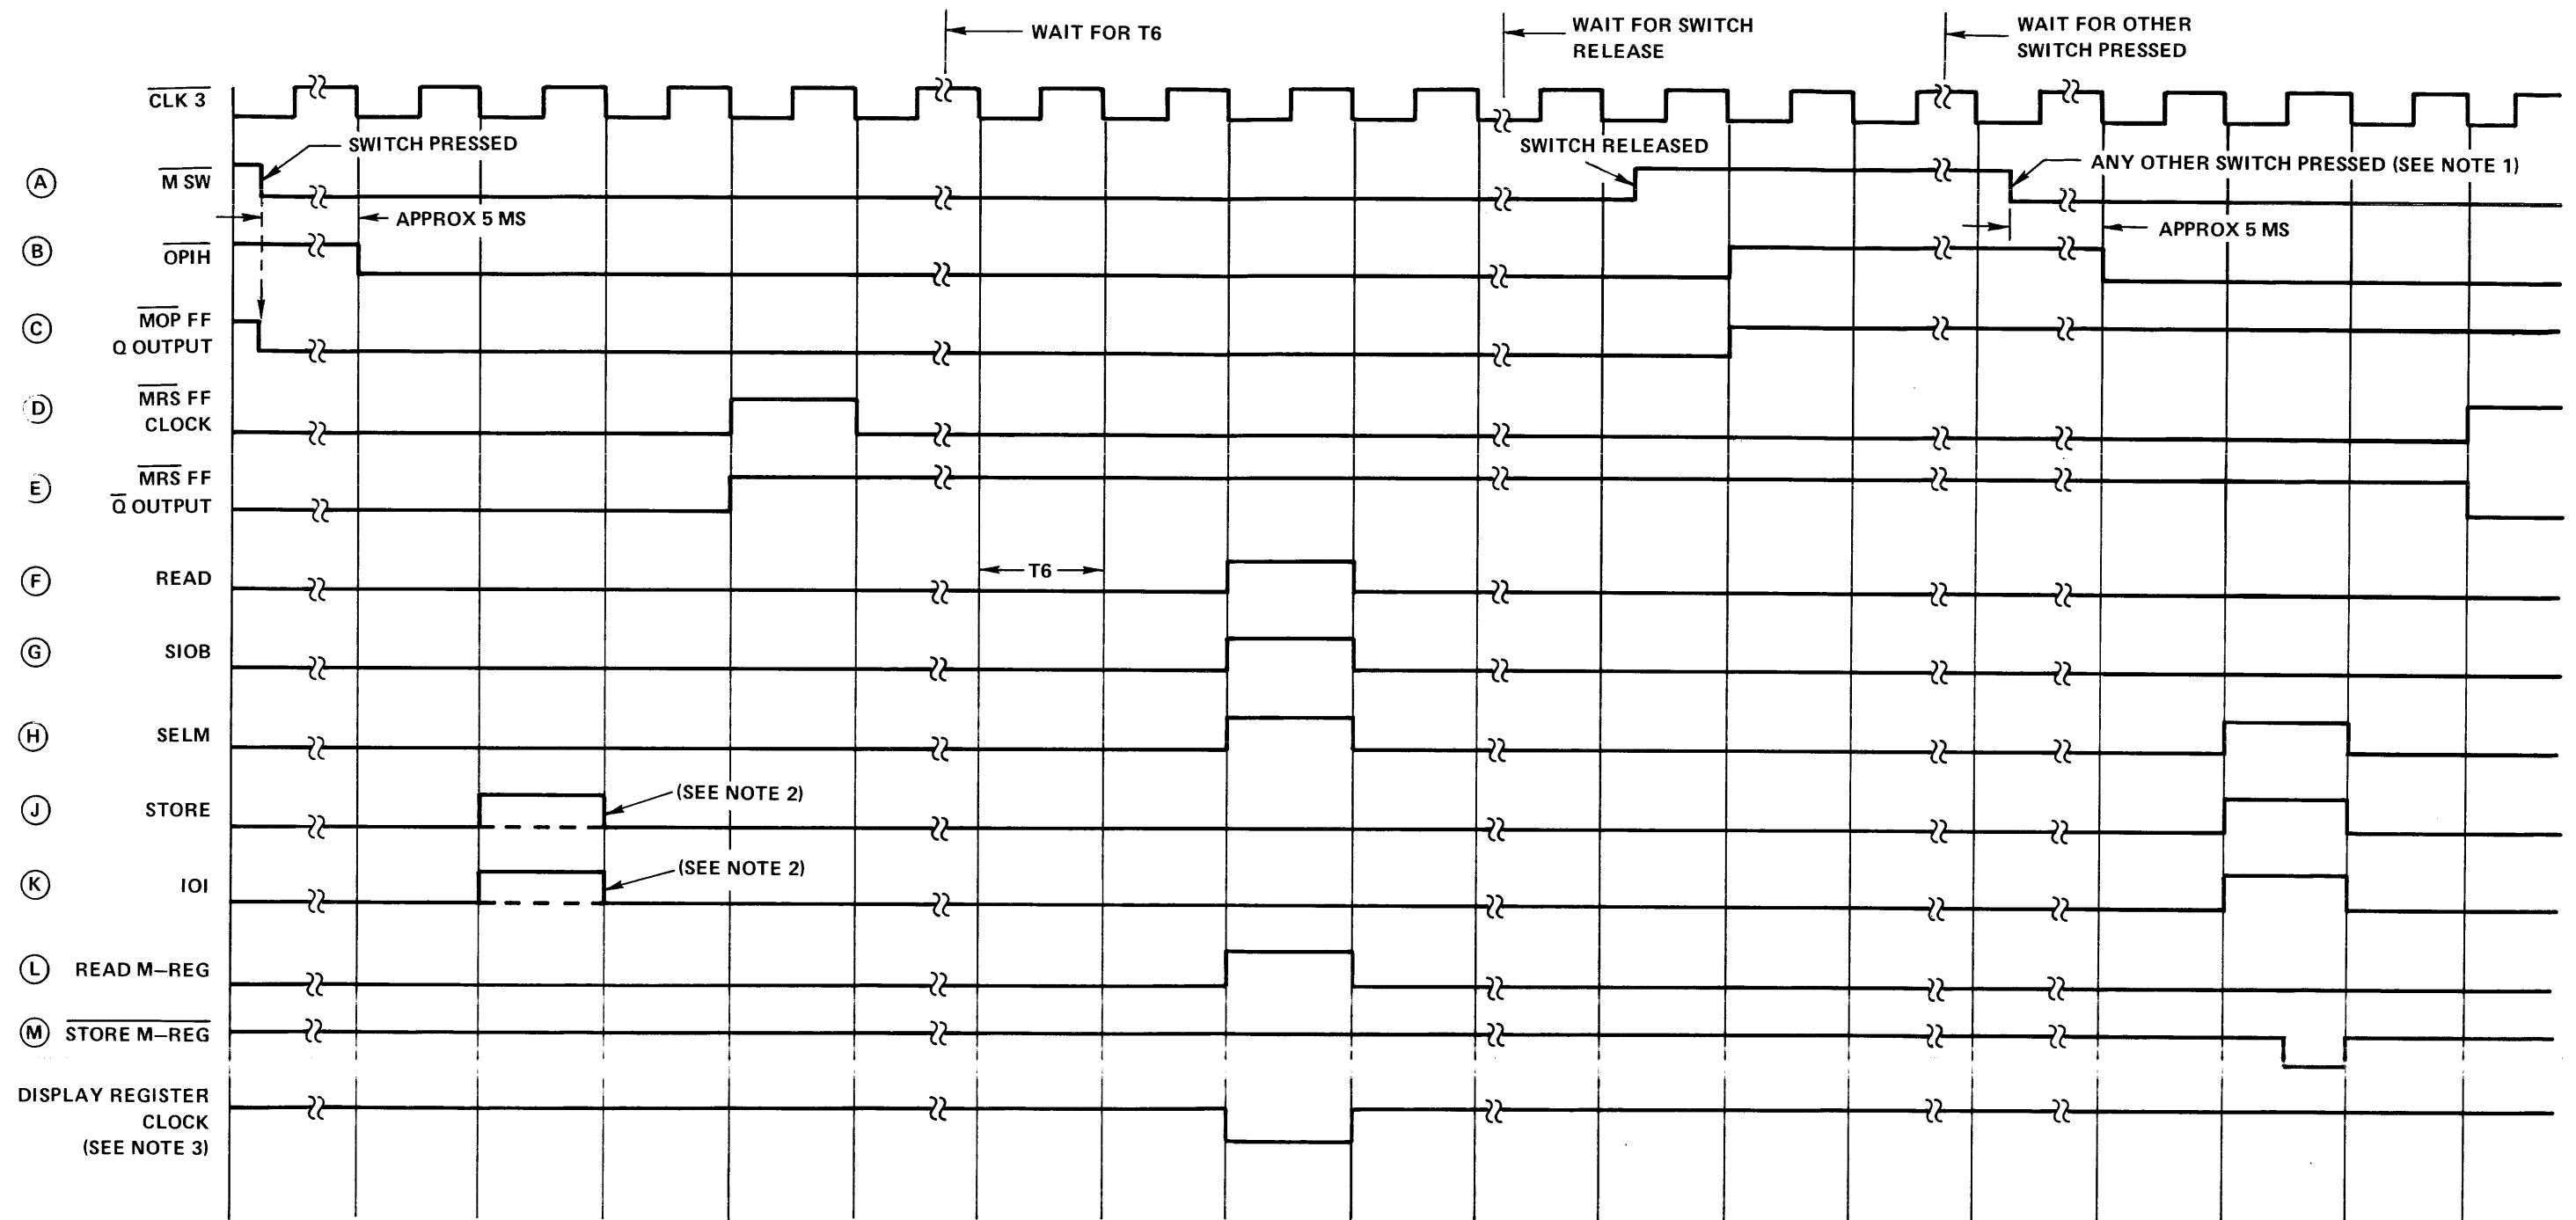 WAIT FOR T6
WAIT FOR SWITCH
RELEASE
WAIT FOR OTHER
SWITCH PRESSED
CLK 3
SWITCH PRESSED
SWITCH RELEASED
ANY OTHER SWITCH PRESSED (SEE NOTE 1)
A M SW
APPROX 5 MS
APPROX 5 MS
B OPIH
C MOP FF
Q OUTPUT
D MRS FF
CLOCK
E MRS FF
Q̅ OUTPUT
F READ
T6
G SIOB
H SELM
J STORE
(SEE NOTE 2)
K IOI
(SEE NOTE 2)
L READ M–REG
M STORE M–REG
DISPLAY REGISTER
CLOCK
(SEE NOTE 3)